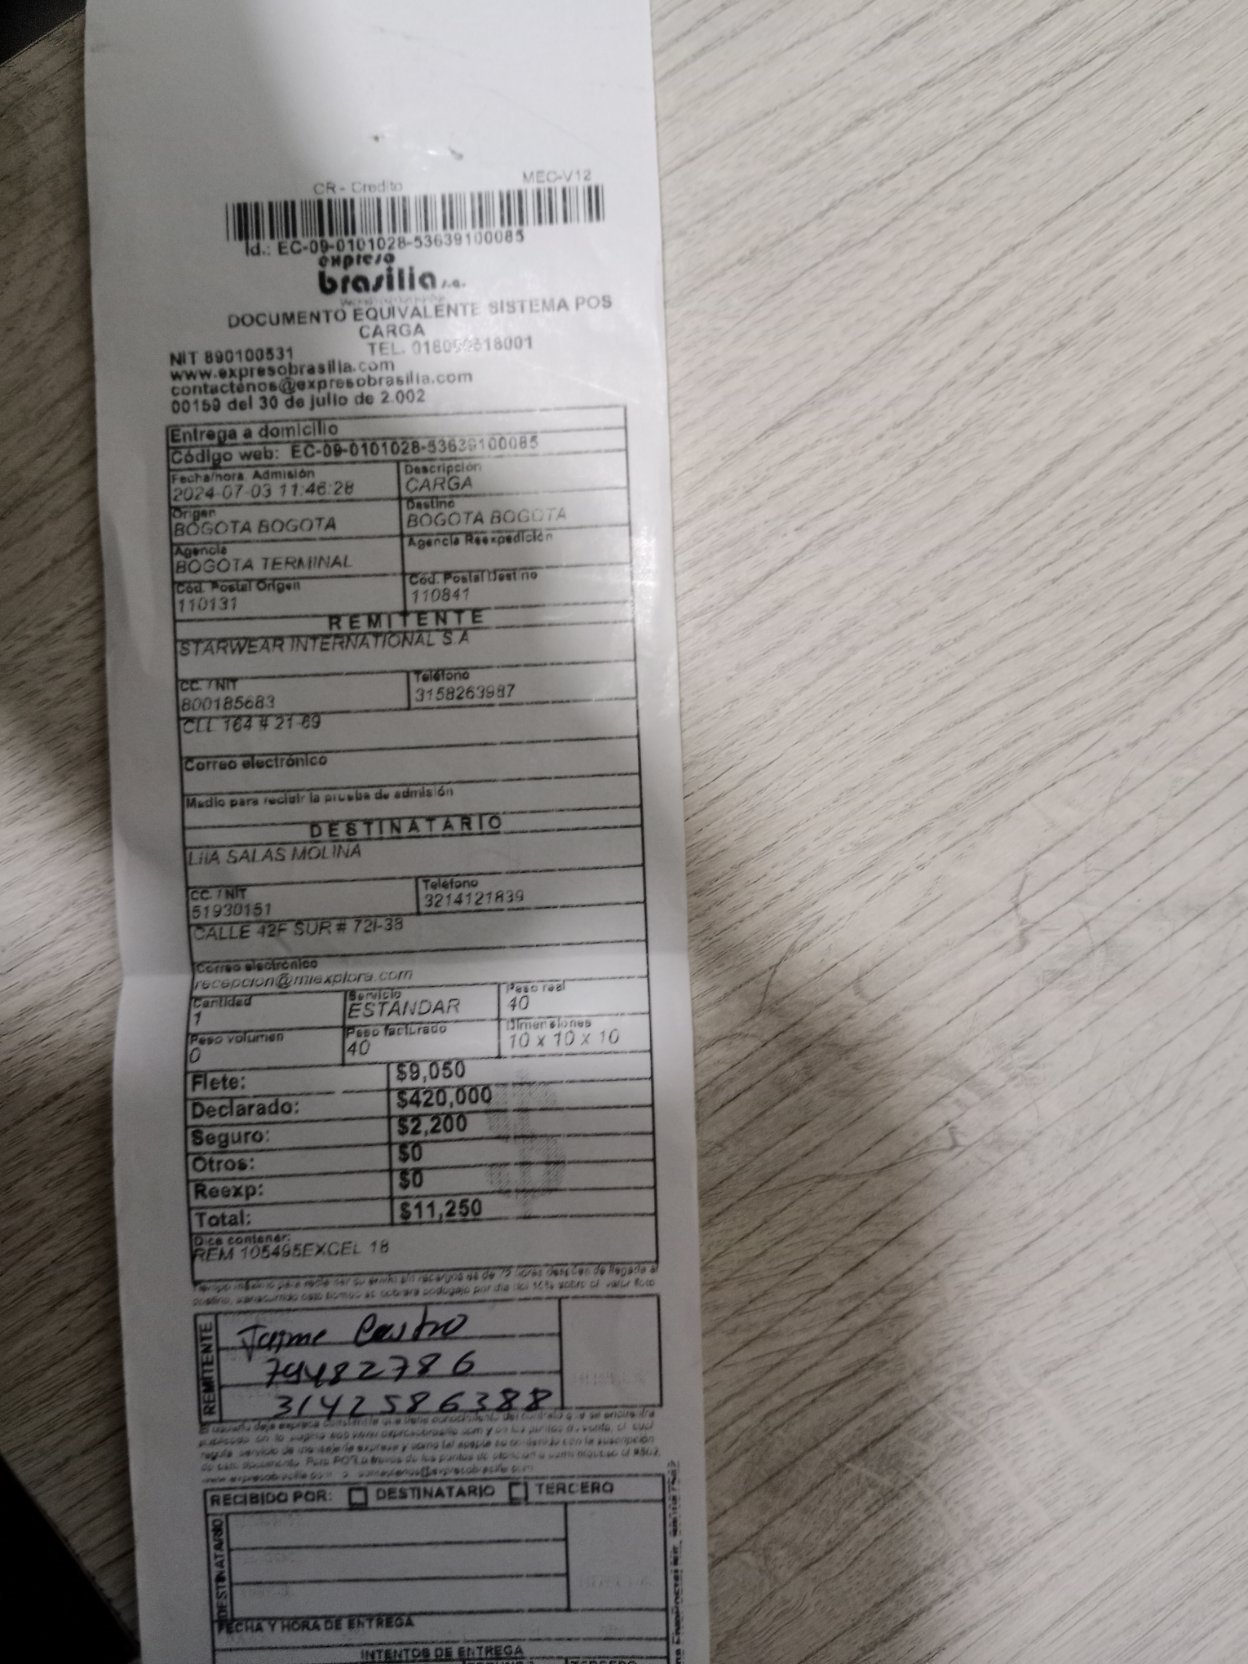 CR - Credito MEC-V12
Id.: EC-09-0101028-53639100085
expreso
brasilia s.a.
DOCUMENTO EQUIVALENTE SISTEMA POS
CARGA
NIT 890100531 TEL.
www.expresobrasilia.com
contactenos@expresobrasilia.com
00159 del 30 de julio de 2.002
Entrega a domicilio
Código web: EC-09-0101028-53639100085
Fecha/hora Admisión Descripción
2024-07-03 11:46:28 CARGA
Origen Destino
BOGOTA BOGOTA BOGOTA BOGOTA
Agencia Agencia Reexpedición
BOGOTA TERMINAL
Cód. Postal Origen Cód. Postal Destino
110131 110841
REMITENTE
STARWEAR INTERNATIONAL S.A
CC. / NIT Teléfono
800185683 3158263987
CLL 164 # 21-69
Correo electrónico
Medio para recibir la prueba de admisión
DESTINATARIO
LIIA SALAS MOLINA
CC. / NIT Teléfono
51930151 3214121839
CALLE 42F SUR # 72I-38
Correo electrónico
recepcion@miexplora.com
Cantidad Servicio Peso real
1 ESTANDAR 40
Peso volumen Peso facturado Dimensiones
0 40 10 x 10 x 10
Flete: $9,050
Declarado: $420,000
Seguro: $2,200
Otros: $0
Reexp: $0
Total: $11,250
Dice contener:
REM 105495EXCEL 18
REMITENTE
Jaime Castro
79482786
3142586388
RECIBIDO POR: DESTINATARIO TERCERO
DESTINATARIO
FECHA Y HORA DE ENTREGA
INTENTOS DE ENTREGA
TERCERO